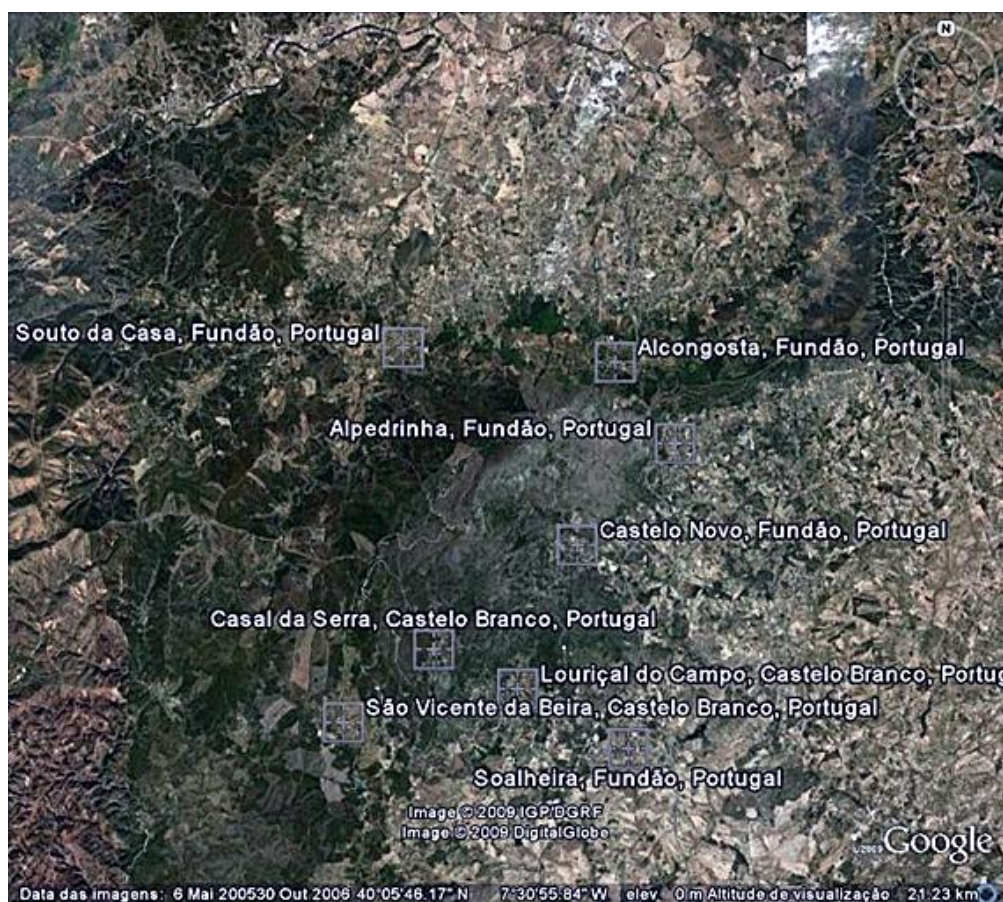 N
Souto da Casa, Fundão, Portugal
Alcongosta, Fundão, Portugal
Alpedrinha, Fundão, Portugal
Castelo Novo, Fundão, Portugal
Casal da Serra, Castelo Branco, Portugal
Louriçal do Campo, Castelo Branco, Portug
São Vicente da Beira, Castelo Branco, Portugal
Soalheira, Fundão, Portugal
Image © 2009 IGP/DGRF
Image © 2009 DigitalGlobe
©2009 Google
Data das imagens: 6 Mai 200530 Out 2006 40°05'46.17" N 7°30'55.84" W elev 0 m Altitude de visualização 21.23 km